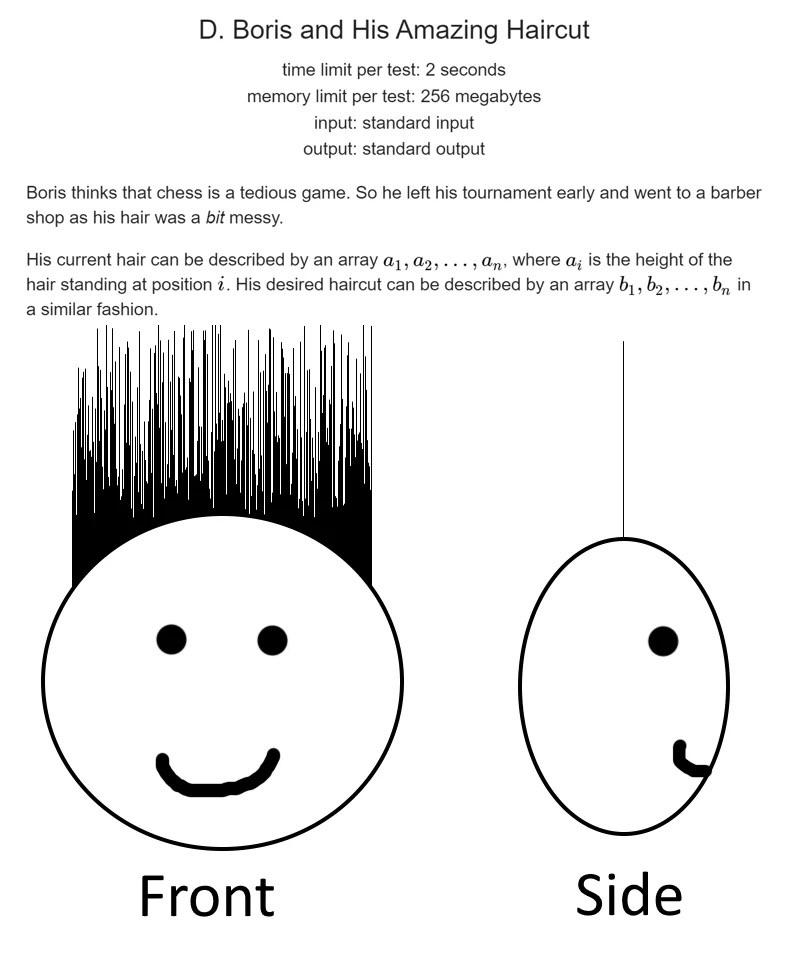 D. Boris and His Amazing Haircut
time limit per test: 2 seconds
memory limit per test: 256 megabytes
input: standard input
output: standard output
Boris thinks that chess is a tedious game. So he left his tournament early and went to a barber
shop as his hair was a bit messy.
His current hair can be described by an array a₁, a₂, . . . , aₙ, where aᵢ is the height of the
hair standing at position i. His desired haircut can be described by an array b₁, b₂, . . . , bₙ in
a similar fashion.
Front
Side